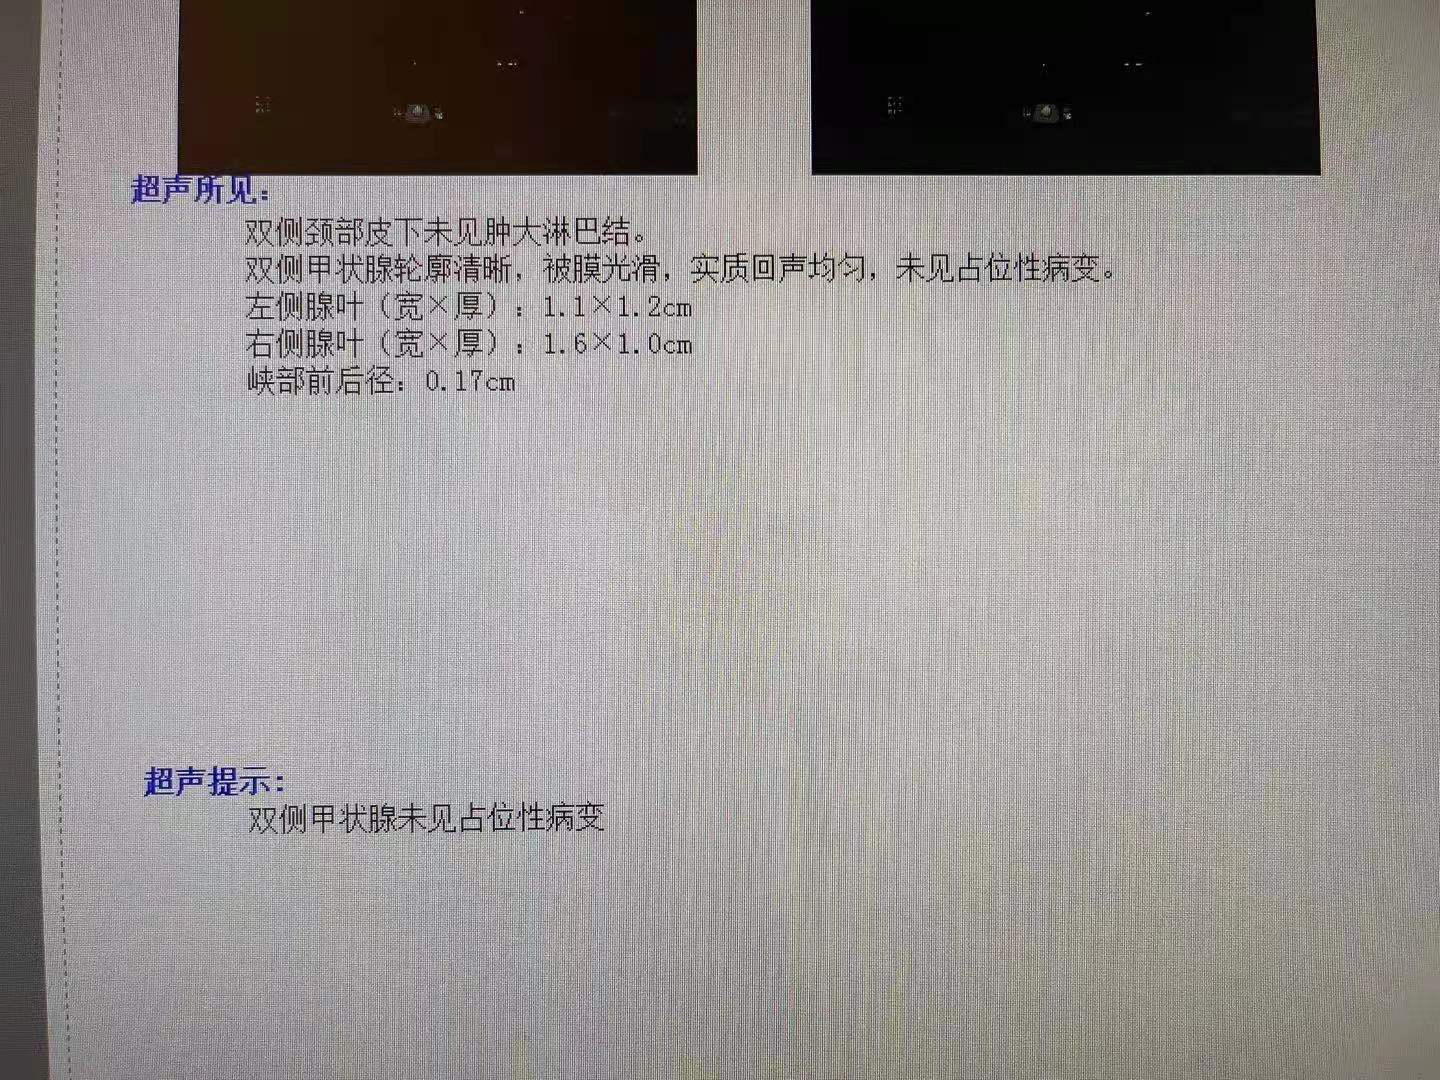 超声所见：
双侧颈部皮下未见肿大淋巴结。
双侧甲状腺轮廓清晰，被膜光滑，实质回声均匀，未见占位性病变。
左侧腺叶（宽×厚）：1.1×1.2cm
右侧腺叶（宽×厚）：1.6×1.0cm
峡部前后径：0.17cm
超声提示：
双侧甲状腺未见占位性病变